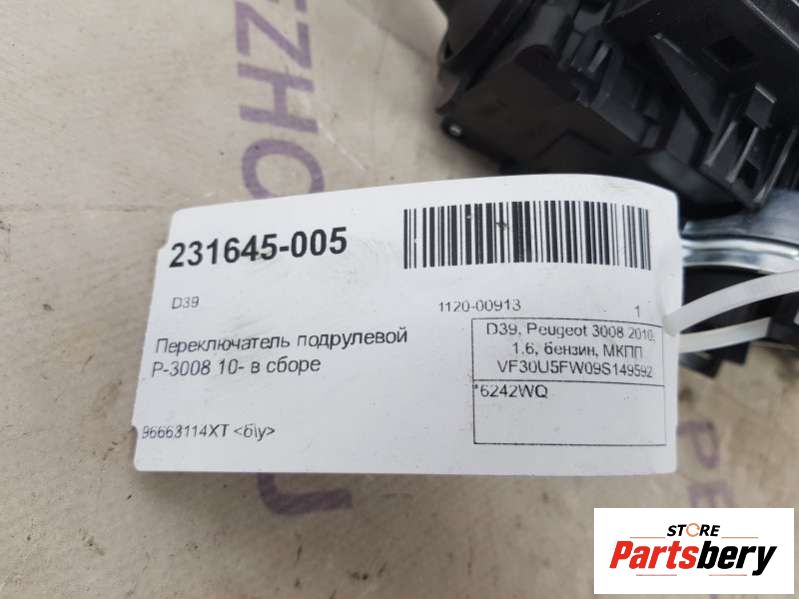 EZHO
231645-005
D39
1120-00913
1
Переключатель подрулевой
P-3008 10- в сборе
D39, Peugeot 3008 2010,
1.6, бензин, МКПП
VF30U5FW09S149592
*6242WQ
96663114XT <б\у>
STORE
Partsbery